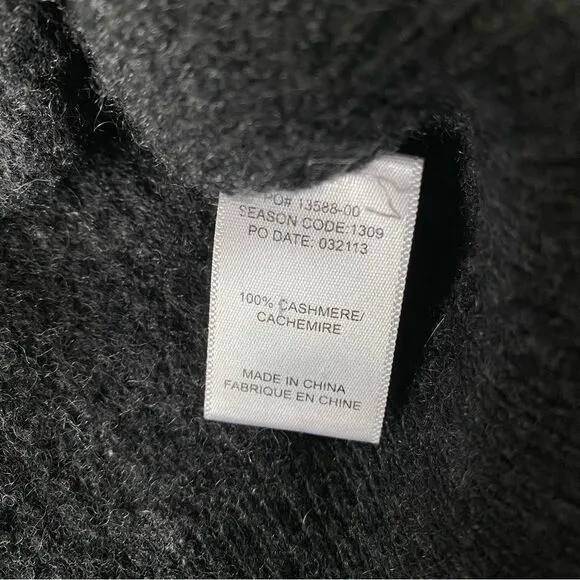 PO# 13588-00
SEASON CODE:1309
PO DATE: 032113
100% CASHMERE/
CACHEMIRE
MADE IN CHINA
FABRIQUE EN CHINE